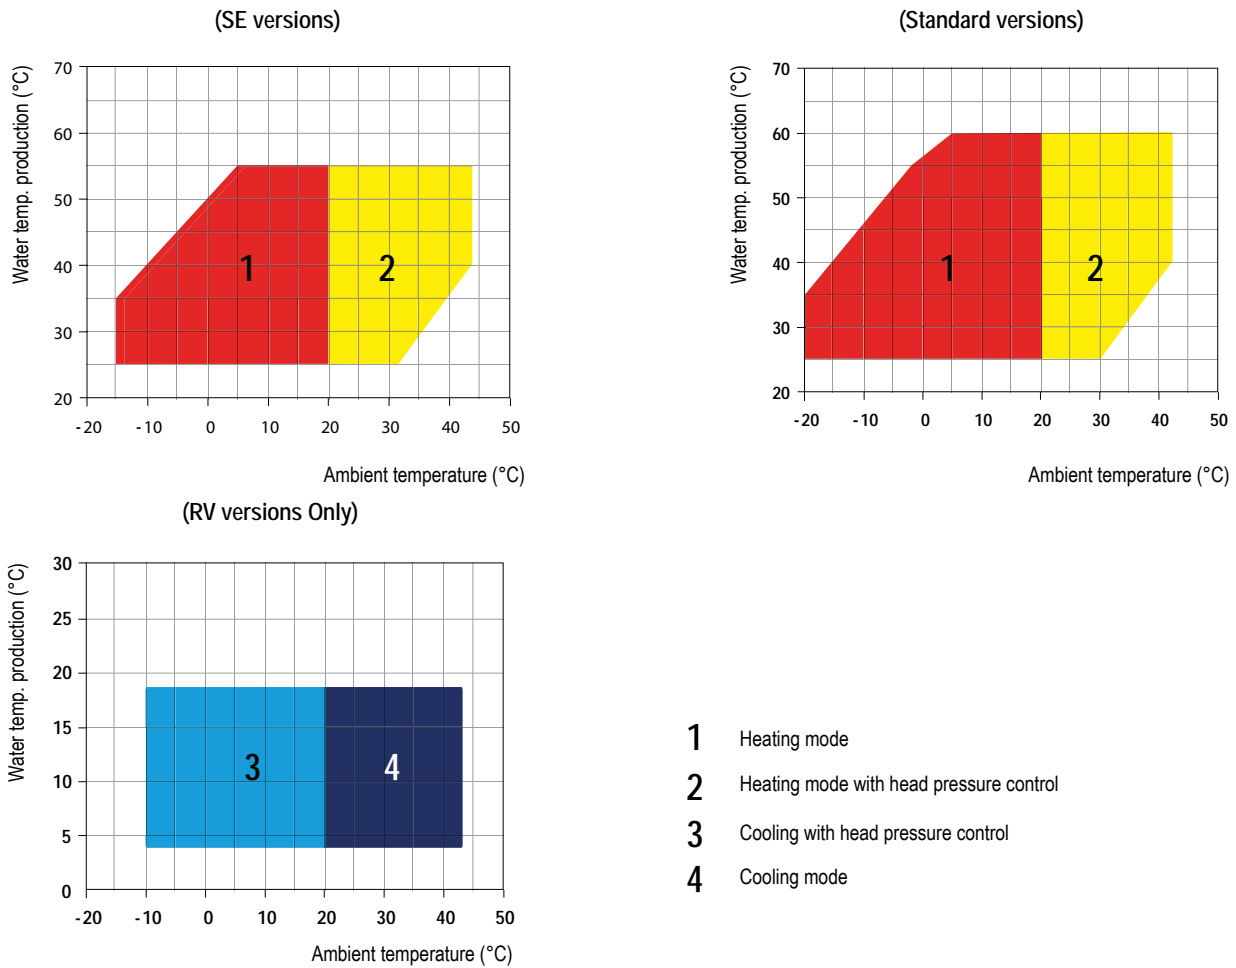 (SE versions)
Water temp. production (°C)
70
60
50
40
30
20
1
2
-20 -10 0 10 20 30 40 50
Ambient temperature (°C)
(Standard versions)
Water temp. production (°C)
70
60
50
40
30
20
1
2
-20 -10 0 10 20 30 40 50
Ambient temperature (°C)
(RV versions Only)
Water temp. production (°C)
30
25
20
15
10
5
0
3
4
-20 -10 0 10 20 30 40 50
Ambient temperature (°C)
1 Heating mode
2 Heating mode with head pressure control
3 Cooling with head pressure control
4 Cooling mode